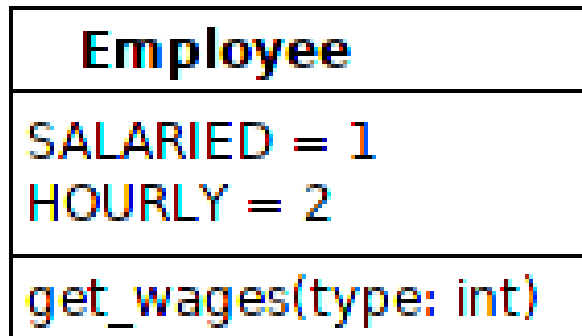 Employee
SALARIED = 1
HOURLY = 2
get_wages(type: int)